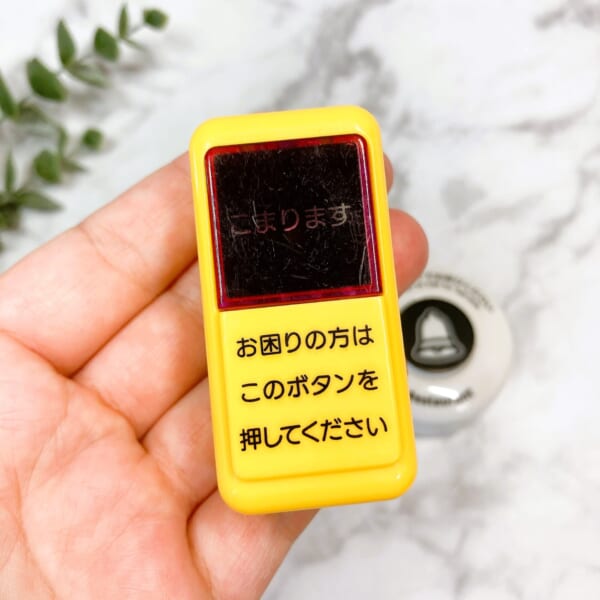 こまります
お困りの方は
このボタンを
押してください